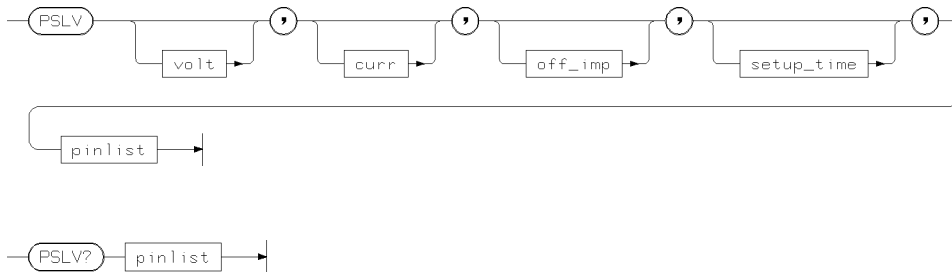 PSLV volt , curr , off_imp , setup_time ,
pinlist
PSLV? pinlist